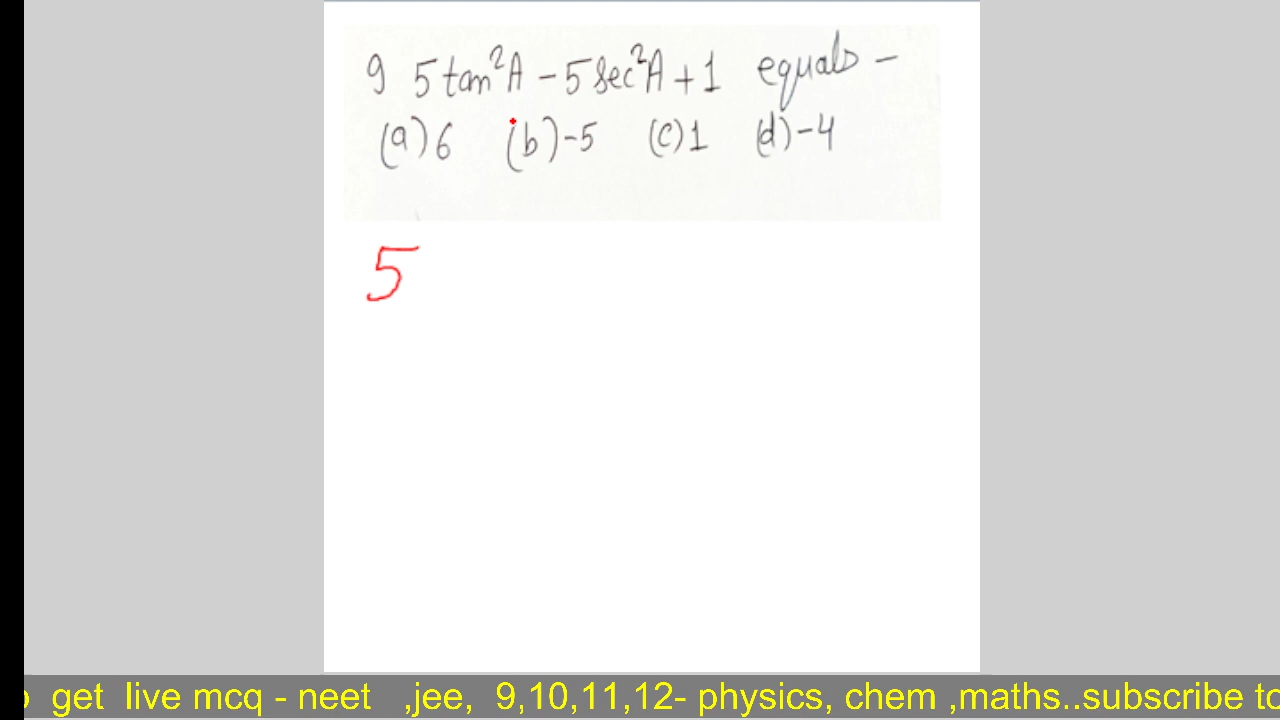 9 5tan²A - 5sec²A + 1 equals -
(a) 6 (b) -5 (c) 1 (d) -4
5
get live mcq - neet ,jee, 9,10,11,12- physics, chem ,maths..subscribe to